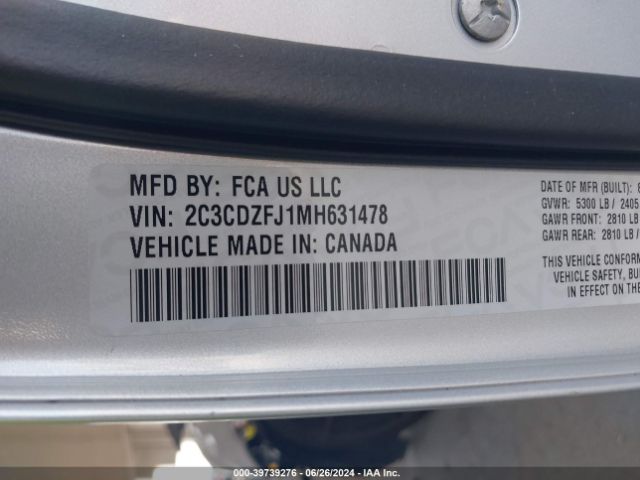 MFD BY: FCA US LLC
VIN: 2C3CDZFJ1MH631478
VEHICLE MADE IN: CANADA
DATE OF MFR (BUILT): 8
GVWR: 5300 LB / 2405
GAWR FRONT: 2810 LB
GAWR REAR: 2810 LB /
THIS VEHICLE CONFORM
VEHICLE SAFETY, BU
IN EFFECT ON THE
000-39739276 - 06/26/2024 - IAA Inc.